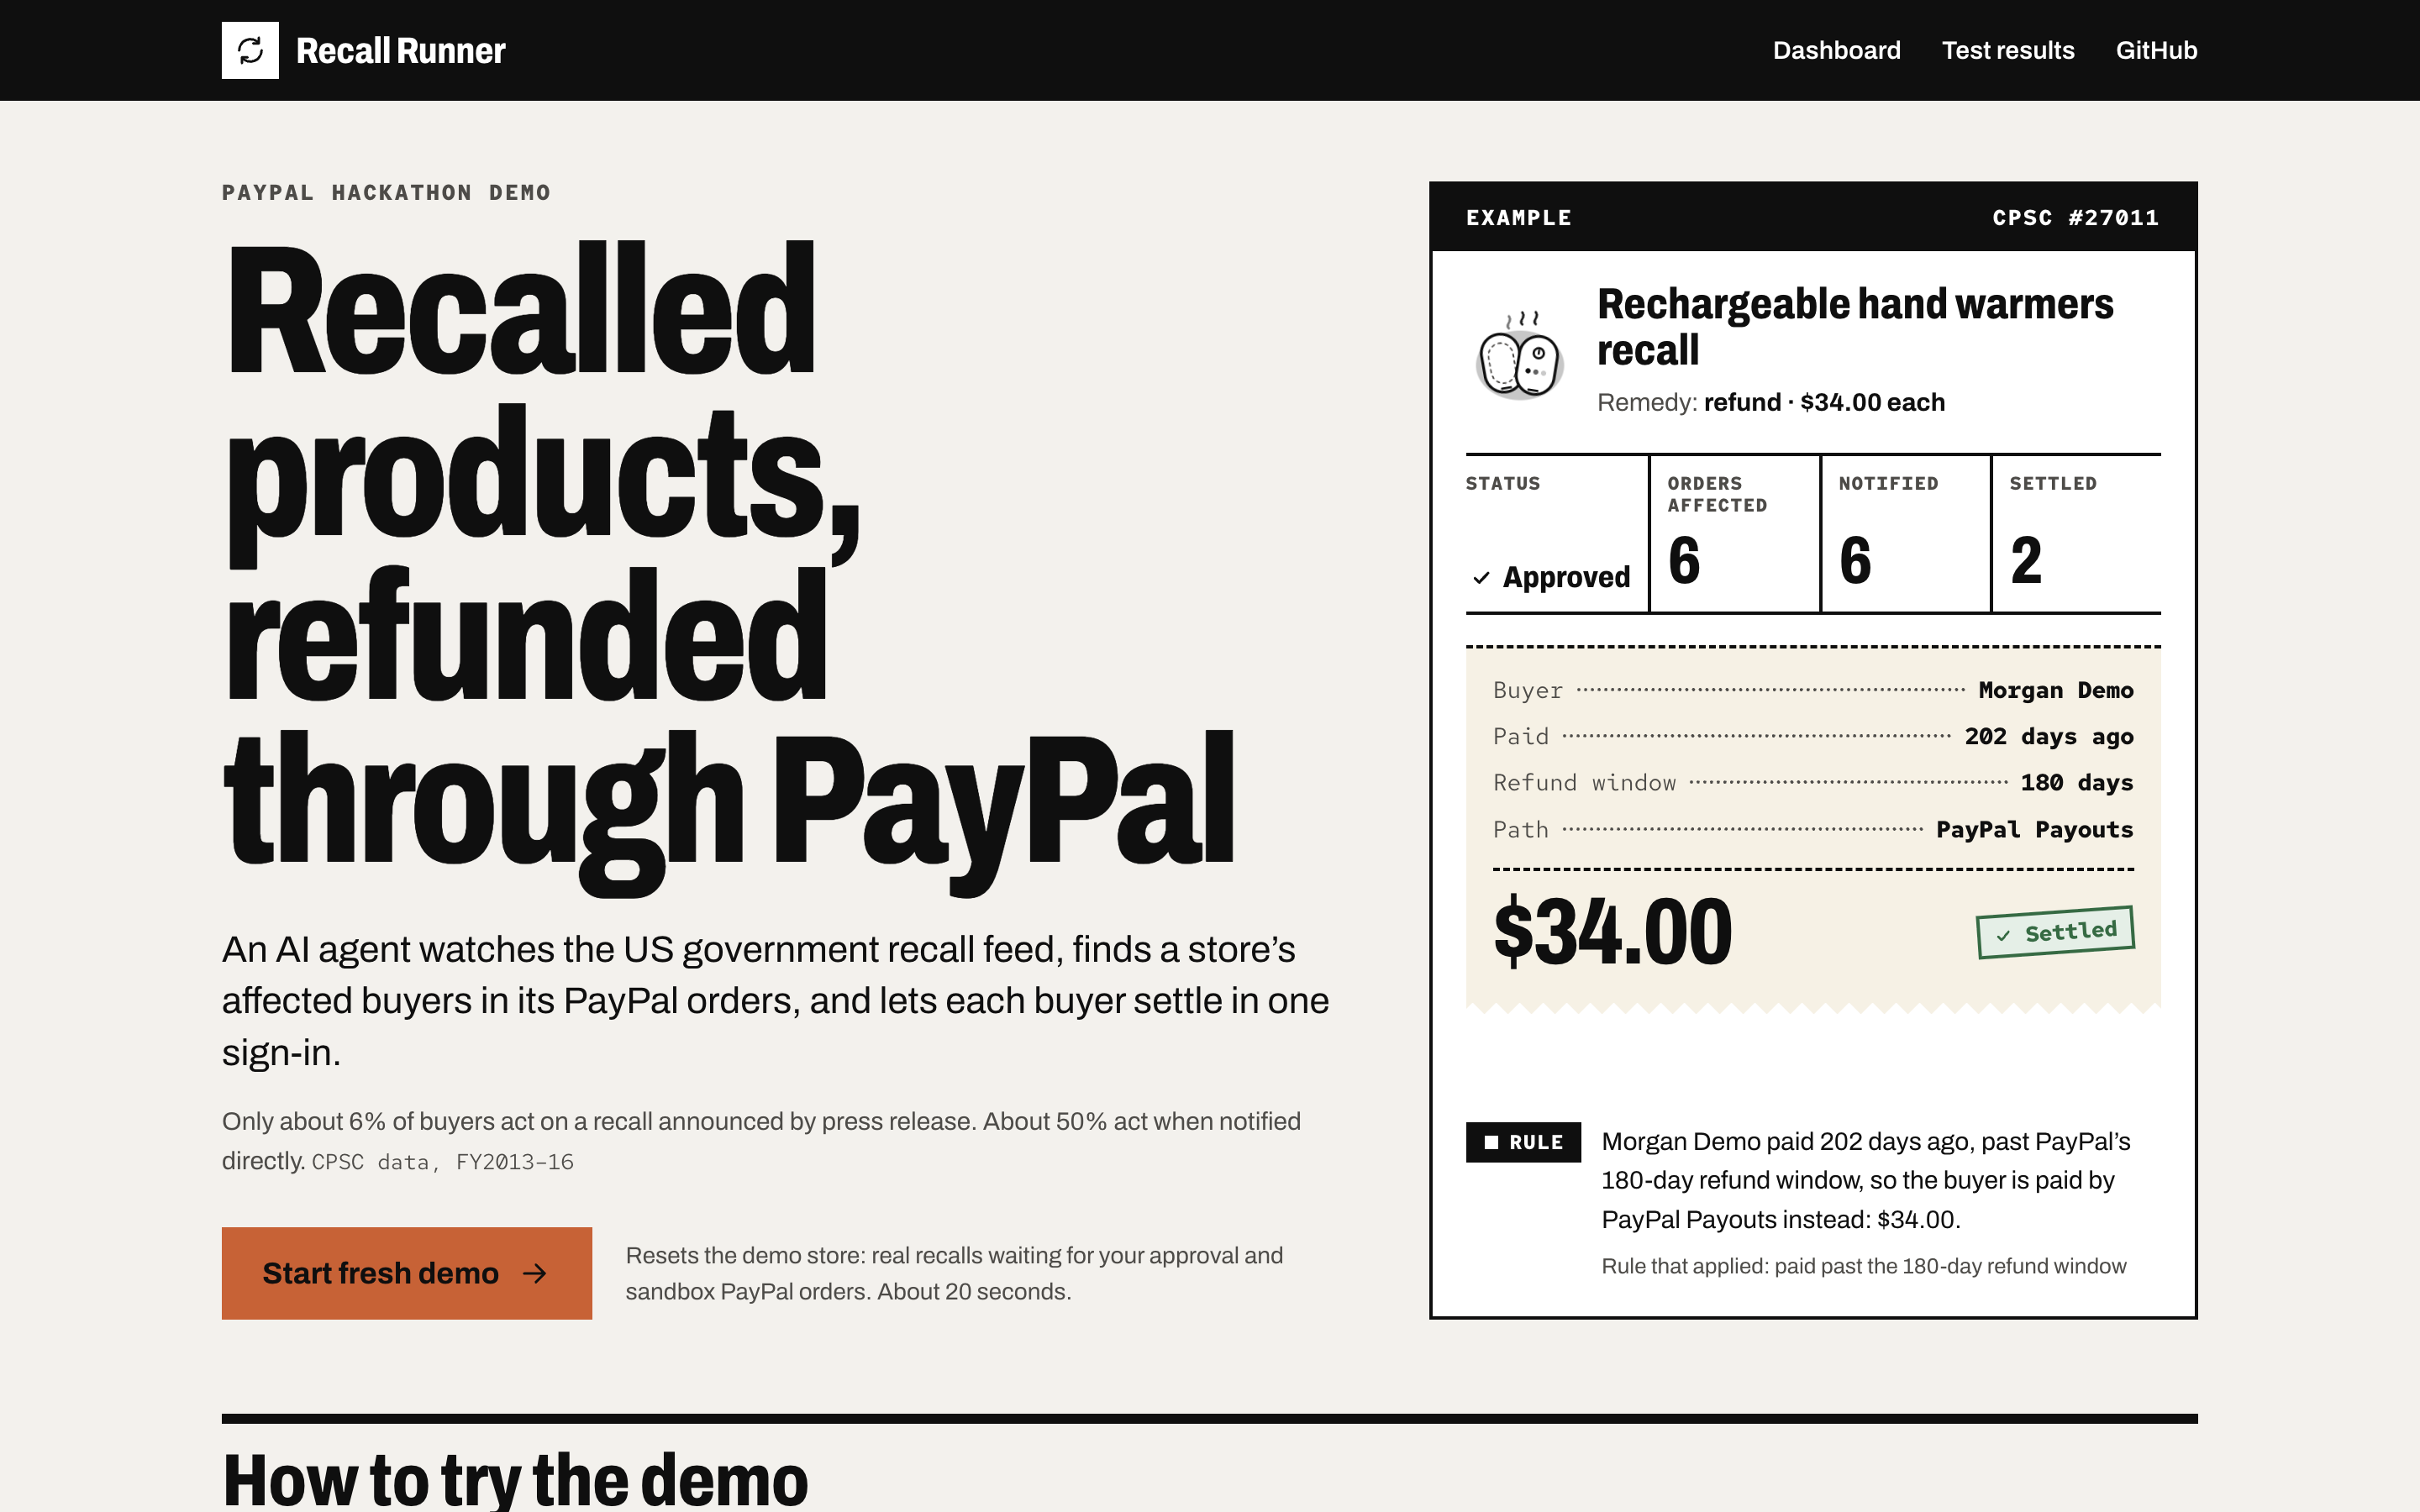 Recall Runner
Dashboard
Test results
GitHub
PAYPAL HACKATHON DEMO
Recalled
products,
refunded
through PayPal
An AI agent watches the US government recall feed, finds a store’s
affected buyers in its PayPal orders, and lets each buyer settle in one
sign-in.
Only about 6% of buyers act on a recall announced by press release. About 50% act when notified
directly. CPSC data, FY2013–16
Start fresh demo →
Resets the demo store: real recalls waiting for your approval and
sandbox PayPal orders. About 20 seconds.
EXAMPLE
CPSC #27011
Rechargeable hand warmers
recall
Remedy: refund · $34.00 each
STATUS
✓ Approved
ORDERS
AFFECTED
6
NOTIFIED
6
SETTLED
2
Buyer Morgan Demo
Paid 202 days ago
Refund window 180 days
Path PayPal Payouts
$34.00
✓ Settled
RULE
Morgan Demo paid 202 days ago, past PayPal’s
180-day refund window, so the buyer is paid by
PayPal Payouts instead: $34.00.
Rule that applied: paid past the 180-day refund window
How to try the demo